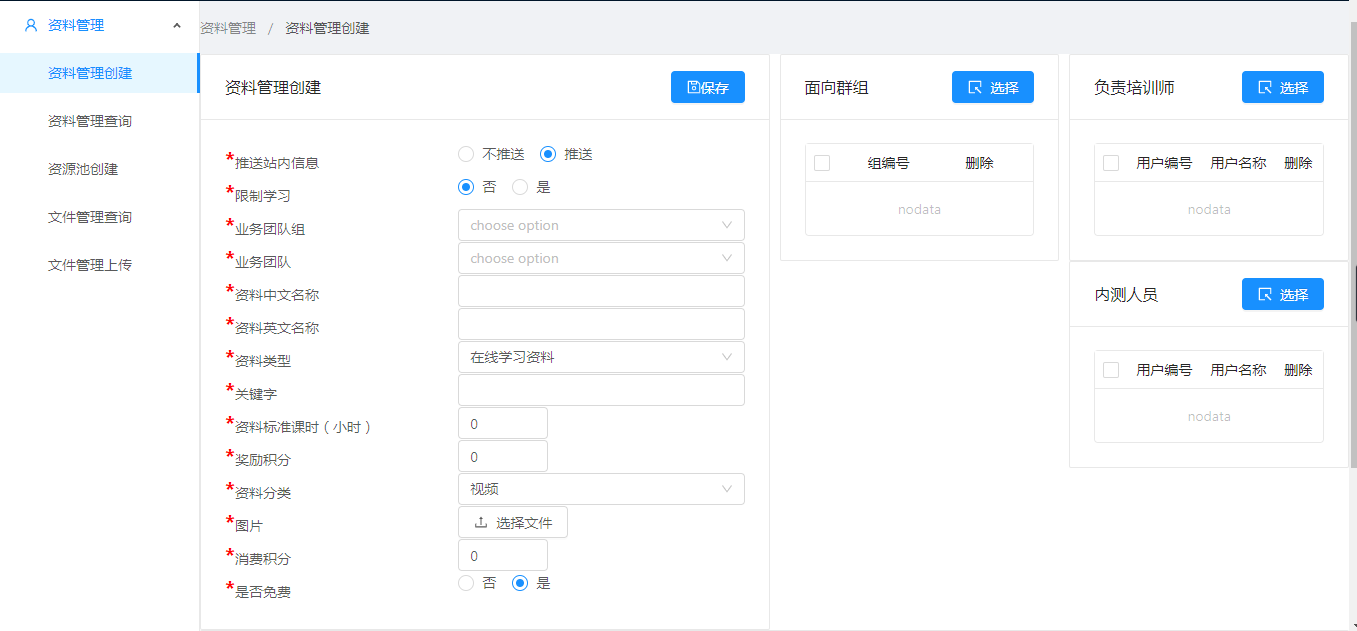 资料管理
资料管理创建
资料管理查询
资源池创建
文件管理查询
文件管理上传
资料管理 / 资料管理创建
资料管理创建
保存
*推送站内信息
不推送 推送
*限制学习
否 是
*业务团队组
choose option
*业务团队
choose option
*资料中文名称
*资料英文名称
*资料类型
在线学习资料
*关键字
*资料标准课时（小时）
0
*奖励积分
0
*资料分类
视频
*图片
选择文件
*消费积分
0
*是否免费
否 是
面向群组
选择
组编号 删除
nodata
负责培训师
选择
用户编号 用户名称 删除
nodata
内测人员
选择
用户编号 用户名称 删除
nodata